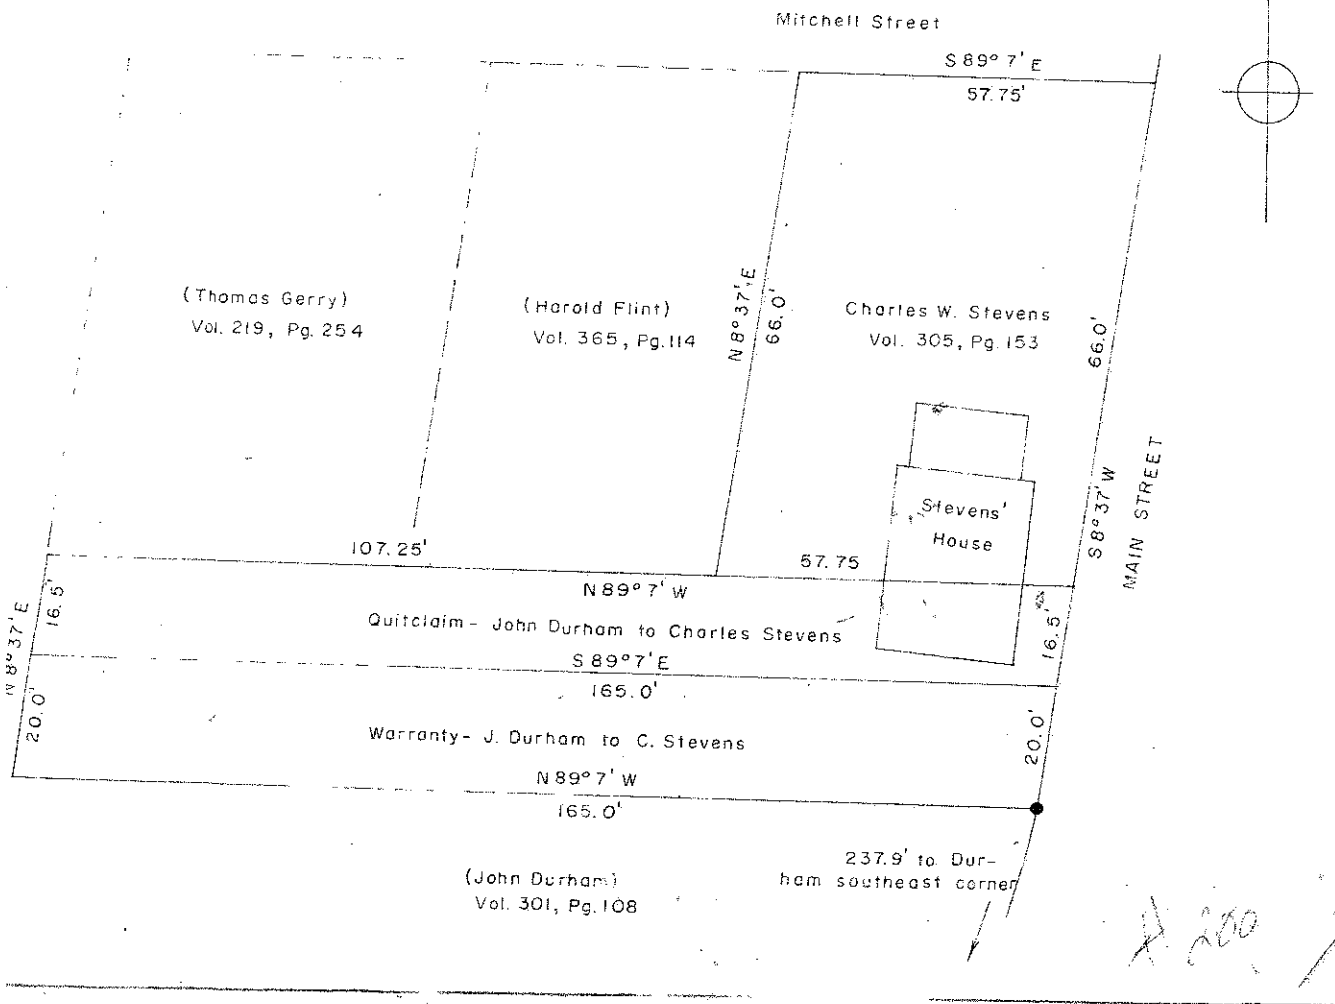 Mitchell Street
S 89° 7' E
57.75'
(Thomas Gerry)
Vol. 219, Pg. 254
(Harold Flint)
Vol. 365, Pg. 114
N 8° 37' E
66.0'
Charles W. Stevens
Vol. 305, Pg. 153
66.0'
S 8° 37' W
MAIN STREET
Stevens'
House
107.25'
57.75
N 89° 7' W
N 8° 37' E
16.5'
Quitclaim - John Durham to Charles Stevens
16.5'
S 89° 7' E
165.0'
20.0'
Warranty - J. Durham to C. Stevens
20.0'
N 89° 7' W
165.0'
237.9' to Dur-
ham southeast corner
(John Durham)
Vol. 301, Pg. 108
200